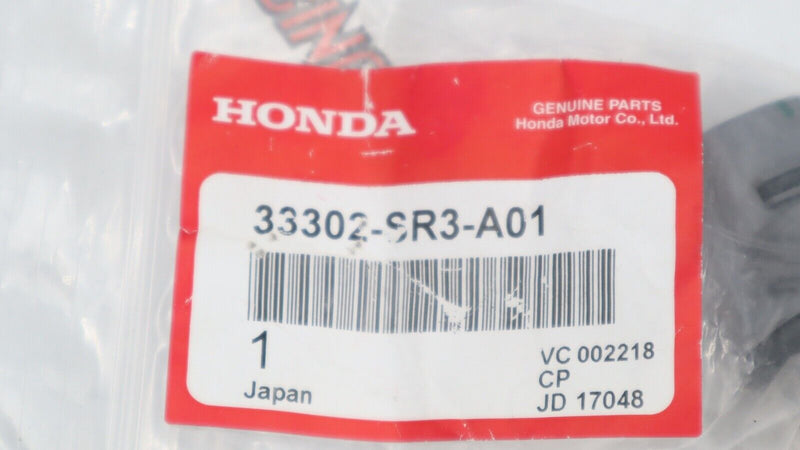 HONDA
GENUINE PARTS
Honda Motor Co., Ltd.
33302-SR3-A01
1
Japan
VC 002218
CP
JD 17048